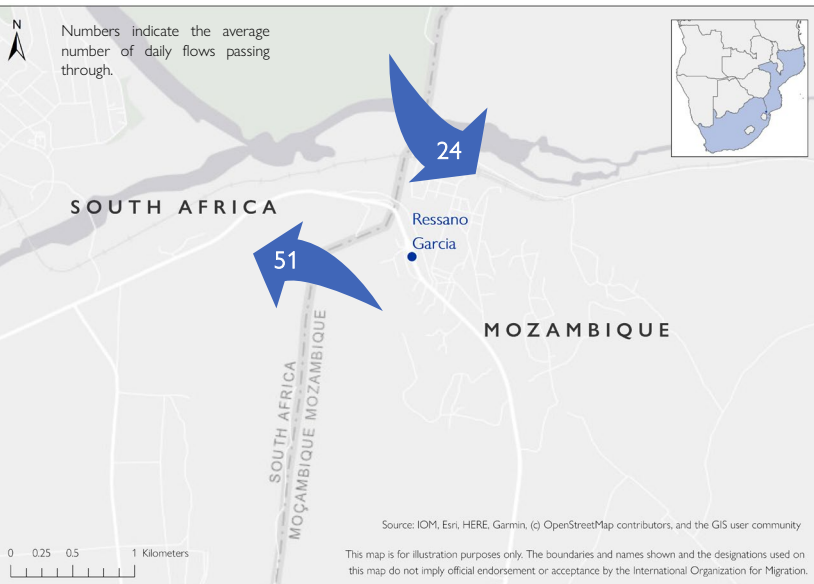 N
Numbers indicate the average
number of daily flows passing
through.
24
SOUTH AFRICA
Ressano
Garcia
51
MOZAMBIQUE
SOUTH AFRICA
MOÇAMBIQUE MOZAMBIQUE
Source: IOM, Esri, HERE, Garmin, (c) OpenStreetMap contributors, and the GIS user community
0 0.25 0.5 1 Kilometers
This map is for illustration purposes only. The boundaries and names shown and the designations used on
this map do not imply official endorsement or acceptance by the International Organization for Migration.